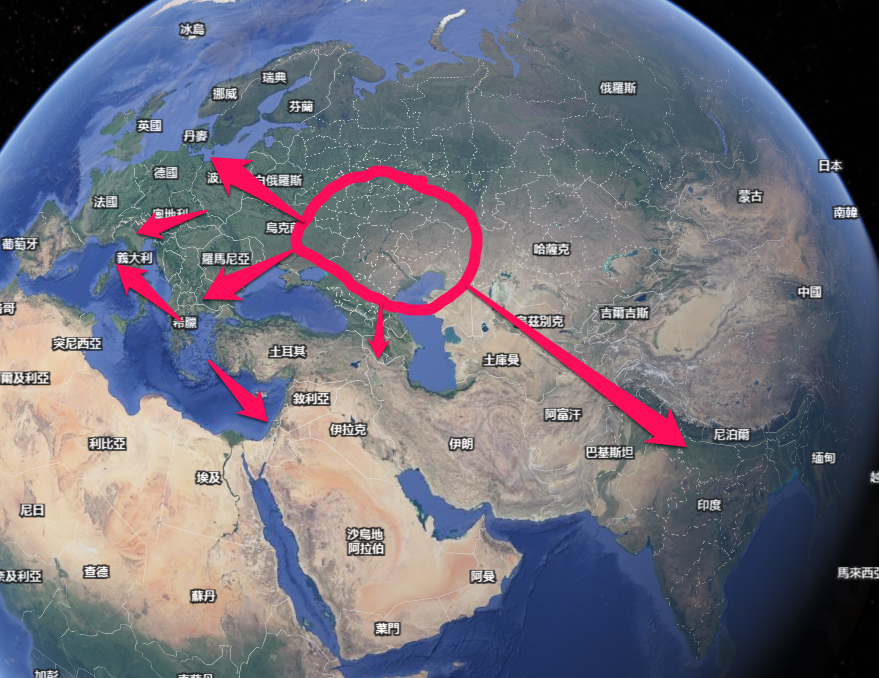 冰島
瑞典
挪威
芬蘭
俄羅斯
英國
丹麥
日本
德國
波
白俄羅斯
法國
蒙古
奧地利
南韓
烏克
葡萄牙
哈薩克
義大利
羅馬尼亞
中國
哥
烏茲別克
吉爾吉斯
希臘
突尼西亞
土耳其
土庫曼
爾及利亞
敘利亞
阿富汗
伊拉克
尼泊爾
利比亞
伊朗
巴基斯坦
緬甸
埃及
越
印度
尼日
沙烏地
阿拉伯
查德
阿曼
奈及利亞
馬來西亞
蘇丹
葉門
加彭
南蘇丹